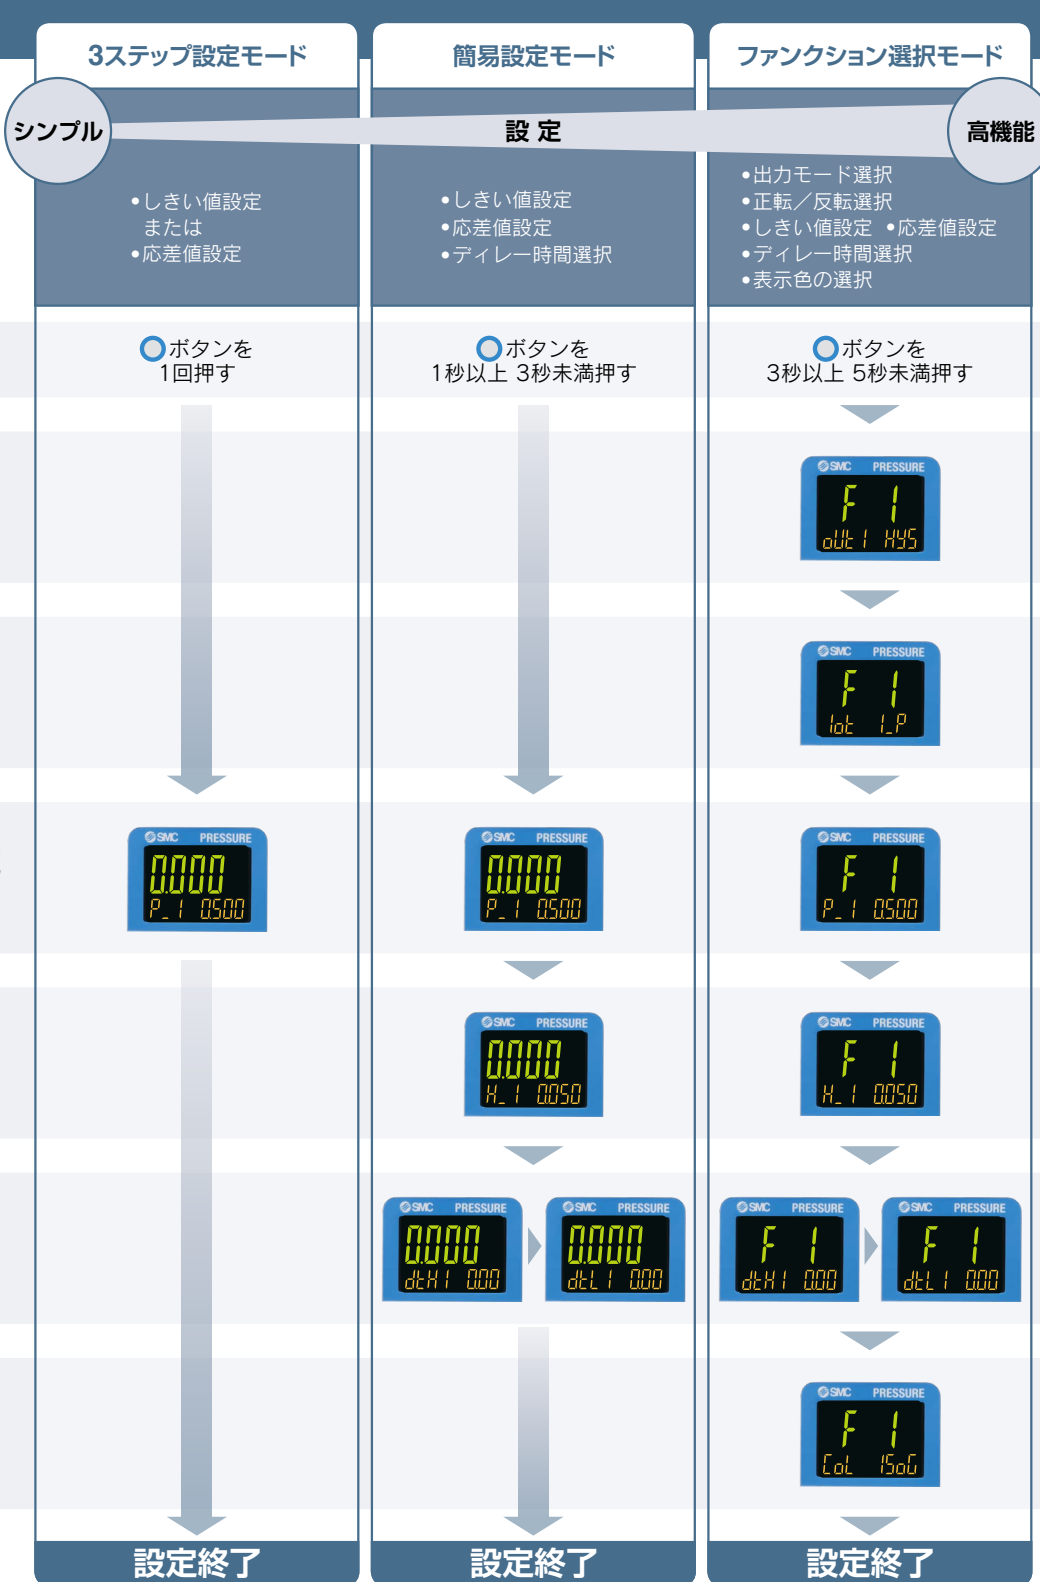 3ステップ設定モード
簡易設定モード
ファンクション選択モード
シンプル
設 定
高機能
•しきい値設定
または
•応差値設定
•しきい値設定
•応差値設定
•ディレー時間選択
•出力モード選択
•正転／反転選択
•しきい値設定 •応差値設定
•ディレー時間選択
•表示色の選択
ボタンを
1回押す
ボタンを
1秒以上 3秒未満押す
ボタンを
3秒以上 5秒未満押す
SMC PRESSURE
F 1
oUt1 HYS
SMC PRESSURE
F 1
1ot 1_P
SMC PRESSURE
0.000
P_1 0.500
SMC PRESSURE
0.000
P_1 0.500
SMC PRESSURE
F 1
P_1 0.500
SMC PRESSURE
0.000
H_1 0.050
SMC PRESSURE
F 1
H_1 0.050
SMC PRESSURE
0.000
dtH1 0.00
SMC PRESSURE
0.000
dtL1 0.00
SMC PRESSURE
F 1
dtH1 0.00
SMC PRESSURE
F 1
dtL1 0.00
SMC PRESSURE
F 1
CoL 1SoG
設定終了
設定終了
設定終了